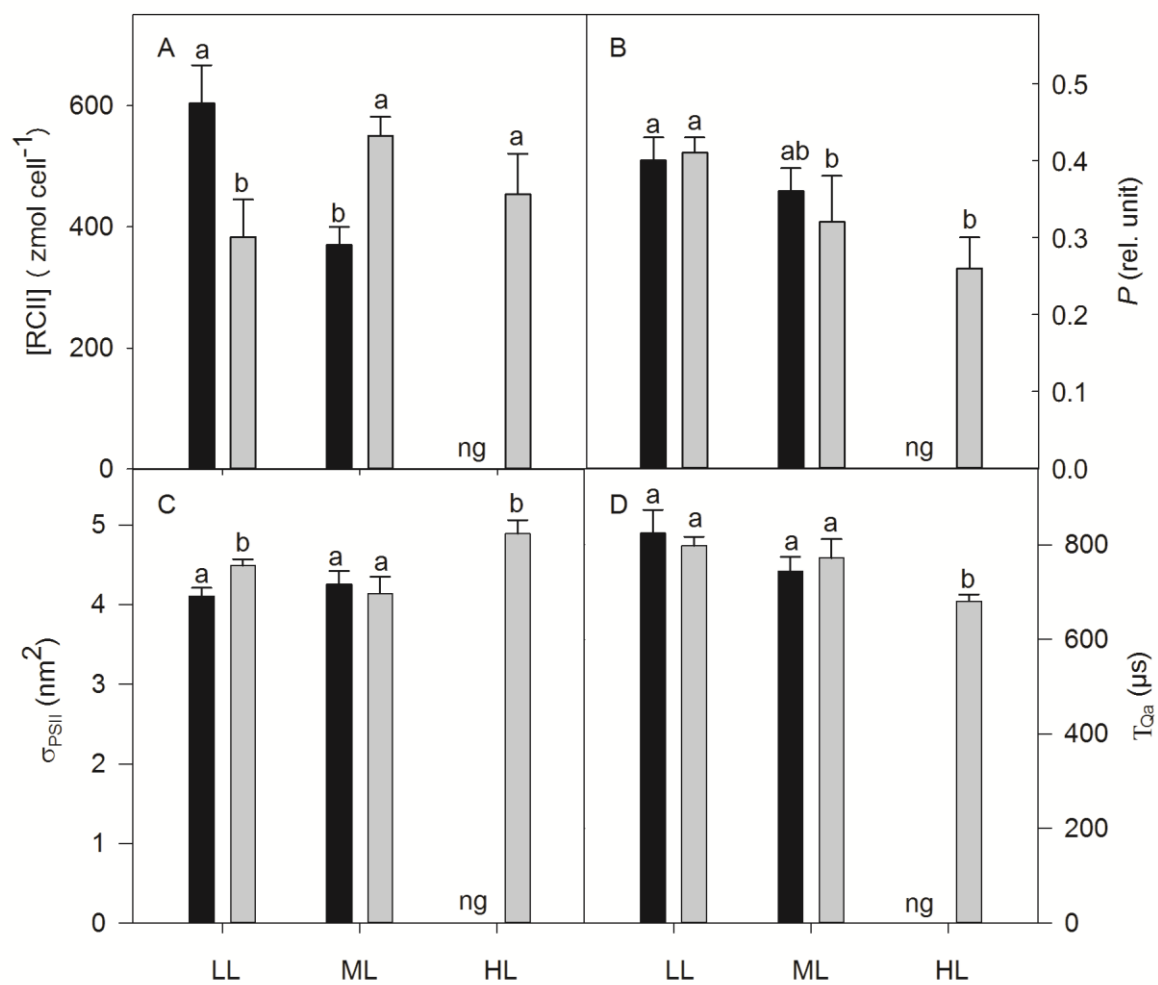 A
B
a
b
b
a
a
a
a
ab
b
b
ng
ng
600
400
200
0
[RCII] ( zmol cell-1)
0.5
0.4
0.3
0.2
0.1
0.0
P (rel. unit)
C
D
a
b
a
a
b
a
a
a
a
b
ng
ng
5
4
3
2
1
0
σPSII (nm2)
800
600
400
200
0
TQa (µs)
LL ML HL LL ML HL